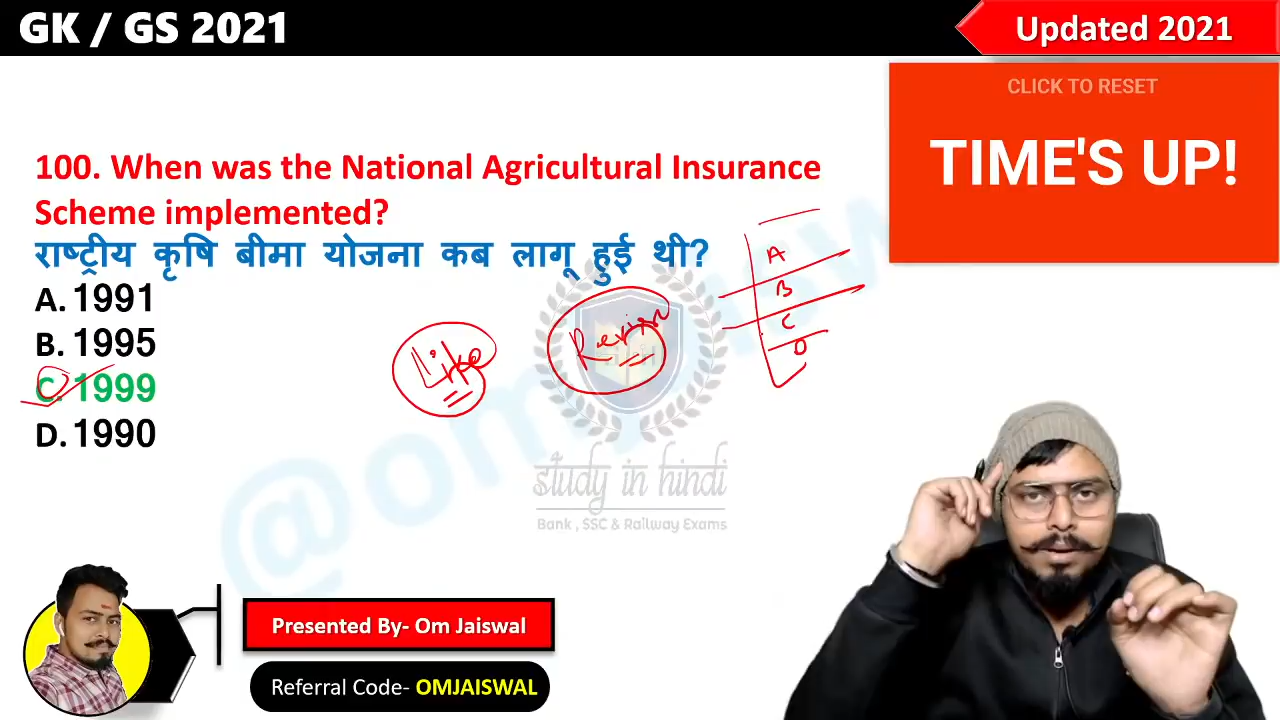 GK / GS 2021
Updated 2021
CLICK TO RESET
TIME'S UP!
100. When was the National Agricultural Insurance
Scheme implemented?
राष्ट्रीय कृषि बीमा योजना कब लागू हुई थी?
A. 1991
B. 1995
C. 1999
D. 1990
Like
A
B
C
D
study in hindi
Bank , SSC & Railway Exams
Presented By- Om Jaiswal
Referral Code- OMJAISWAL